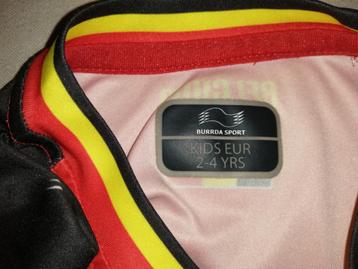 BURRDA SPORT
KIDS EUR
2-4 YRS